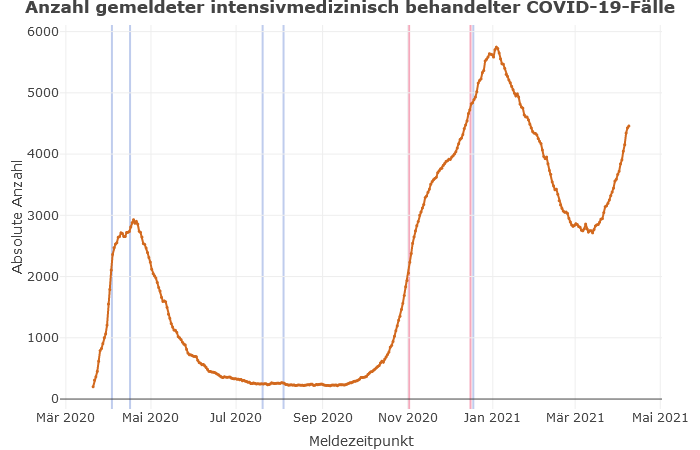 Anzahl gemeldeter intensivmedizinisch behandelter COVID-19-Fälle
6000
5000
4000
3000
2000
1000
0
Absolute Anzahl
Mär 2020 Mai 2020 Jul 2020 Sep 2020 Nov 2020 Jan 2021 Mär 2021 Mai 2021
Meldezeitpunkt